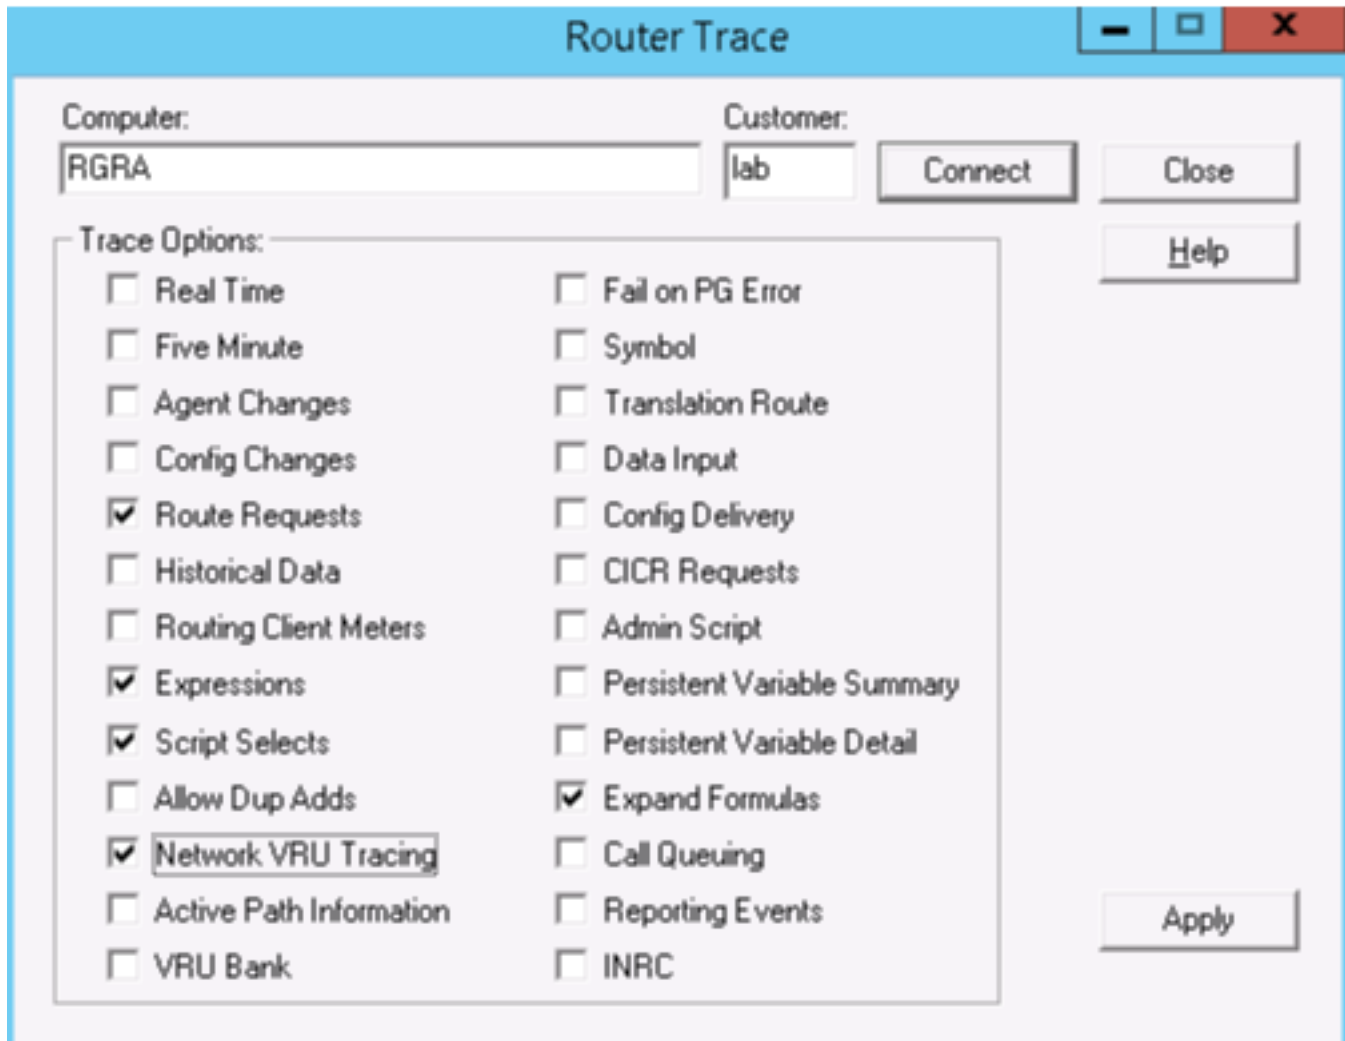 Router Trace
Computer:
Customer:
RGRA
lab
Connect
Close
Help
Trace Options:
Real Time
Fail on PG Error
Five Minute
Symbol
Agent Changes
Translation Route
Config Changes
Data Input
Route Requests
Config Delivery
Historical Data
CICR Requests
Routing Client Meters
Admin Script
Expressions
Persistent Variable Summary
Script Selects
Persistent Variable Detail
Allow Dup Adds
Expand Formulas
Network VRU Tracing
Call Queuing
Active Path Information
Reporting Events
Apply
VRU Bank
INRC